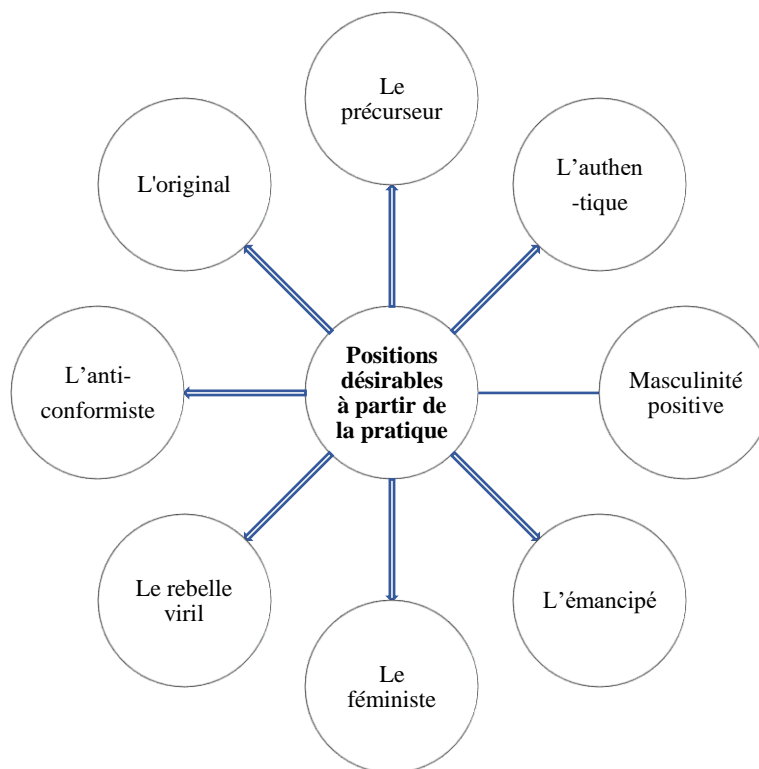 Le
précurseur
L'original
L’authen
-tique
Positions
désirables
à partir de
la pratique
L’anti-
conformiste
Masculinité
positive
Le rebelle
viril
L’émancipé
Le
féministe